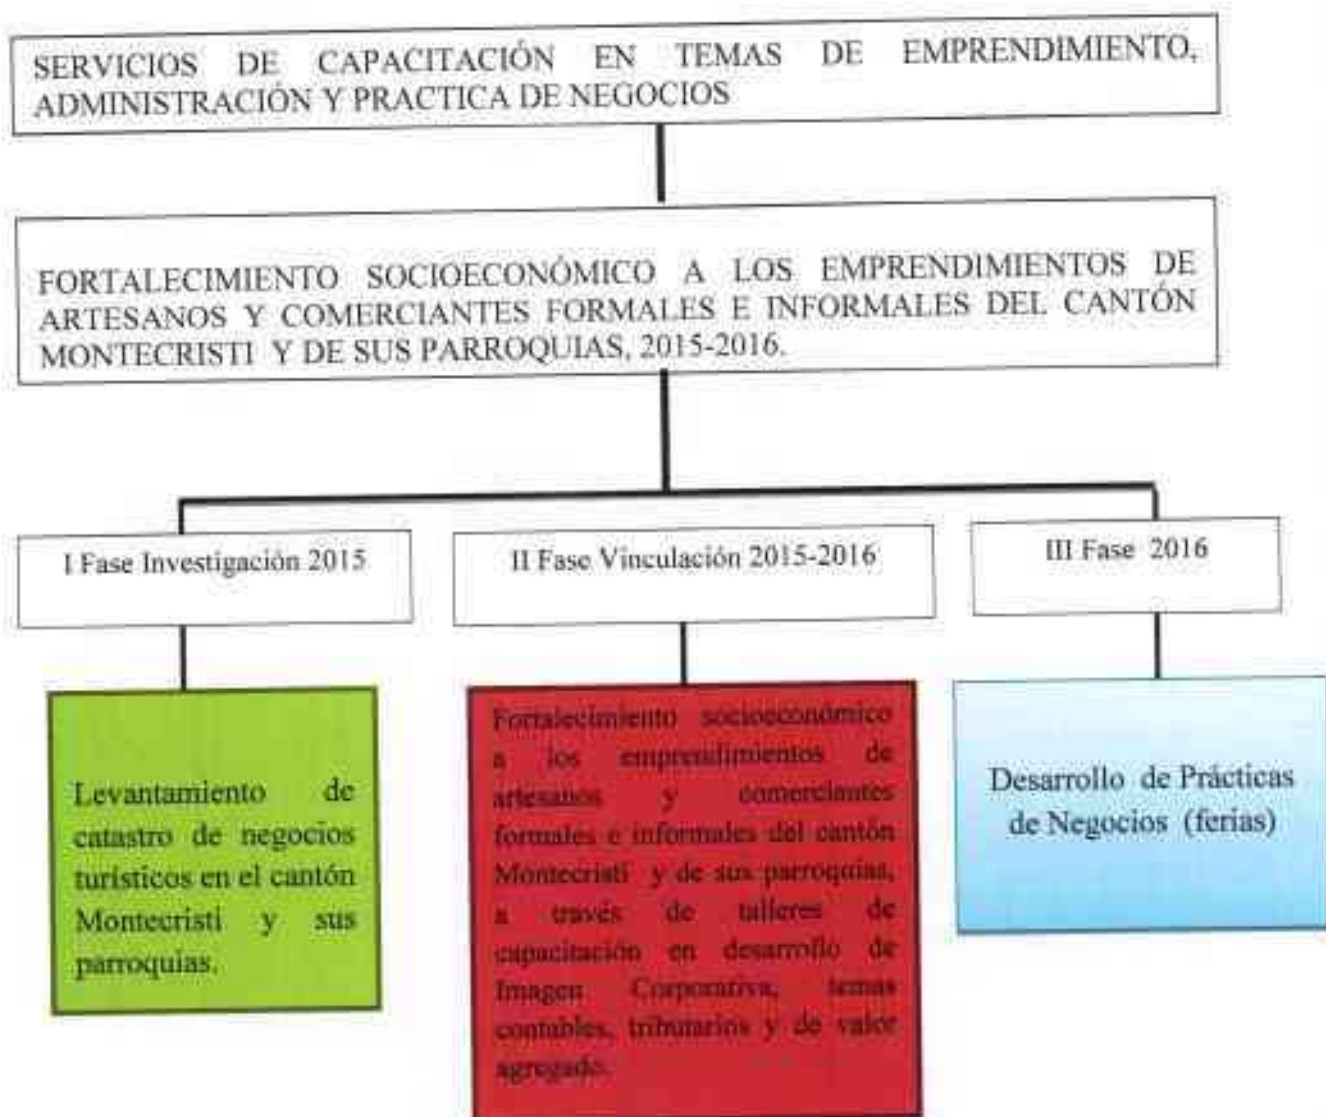 SERVICIOS DE CAPACITACIÓN EN TEMAS DE EMPRENDIMIENTO,
ADMINISTRACIÓN Y PRACTICA DE NEGOCIOS
FORTALECIMIENTO SOCIOECONÓMICO A LOS EMPRENDIMIENTOS DE
ARTESANOS Y COMERCIANTES FORMALES E INFORMALES DEL CANTÓN
MONTECRISTI Y DE SUS PARROQUIAS, 2015-2016.
I Fase Investigación 2015
II Fase Vinculación 2015-2016
III Fase 2016
Levantamiento de
catastro de negocios
turísticos en el cantón
Montecristi y sus
parroquias.
Fortalecimiento socioeconómico
a los emprendimientos de
artesanos y comerciantes
formales e informales del cantón
Montecristi y de sus parroquias,
a través de talleres de
capacitación en desarrollo de
Imagen Corporativa, temas
contables, tributarios y de valor
agregado.
Desarrollo de Prácticas
de Negocios (ferias)